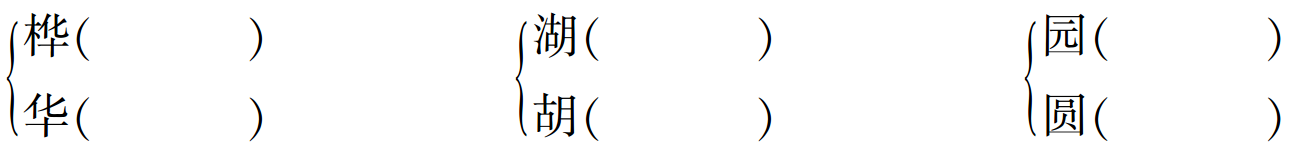 桦(　　　) 湖(　　　) 园(　　　)
华(　　　) 胡(　　　) 圆(　　　)